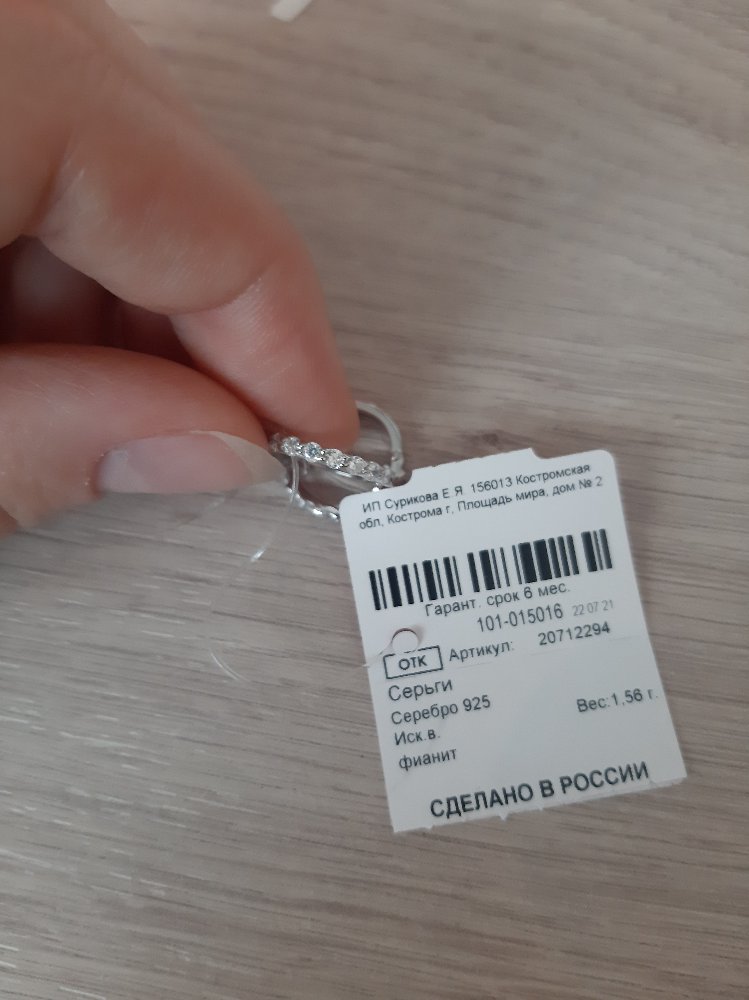 ИП Сурикова Е.Я. 156013 Костромская
обл, Кострома г, Площадь мира, дом № 2
Гарант. срок 6 мес.
101-015016 22 07 21
ОТК Артикул: 20712294
Серьги
Серебро 925 Вес:1,56 г.
Иск.в.
фианит
СДЕЛАНО В РОССИИ